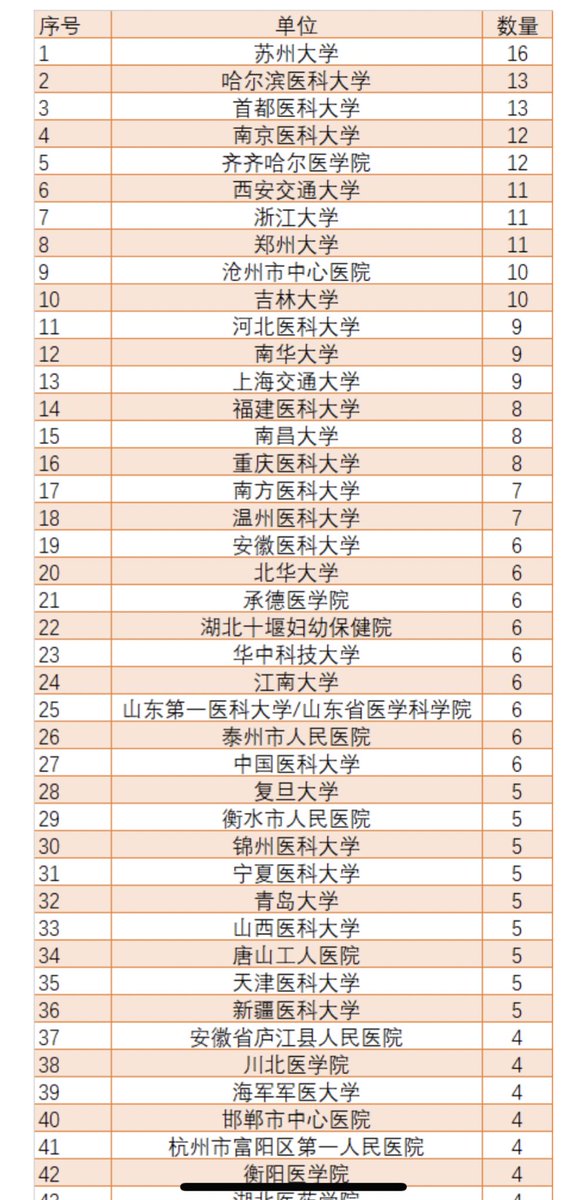 序号 单位 数量
1 苏州大学 16
2 哈尔滨医科大学 13
3 首都医科大学 13
4 南京医科大学 12
5 齐齐哈尔医学院 12
6 西安交通大学 11
7 浙江大学 11
8 郑州大学 11
9 沧州市中心医院 10
10 吉林大学 10
11 河北医科大学 9
12 南华大学 9
13 上海交通大学 9
14 福建医科大学 8
15 南昌大学 8
16 重庆医科大学 8
17 南方医科大学 7
18 温州医科大学 7
19 安徽医科大学 6
20 北华大学 6
21 承德医学院 6
22 湖北十堰妇幼保健院 6
23 华中科技大学 6
24 江南大学 6
25 山东第一医科大学/山东省医学科学院 6
26 泰州市人民医院 6
27 中国医科大学 6
28 复旦大学 5
29 衡水市人民医院 5
30 锦州医科大学 5
31 宁夏医科大学 5
32 青岛大学 5
33 山西医科大学 5
34 唐山工人医院 5
35 天津医科大学 5
36 新疆医科大学 5
37 安徽省庐江县人民医院 4
38 川北医学院 4
39 海军军医大学 4
40 邯郸市中心医院 4
41 杭州市富阳区第一人民医院 4
42 衡阳医学院 4